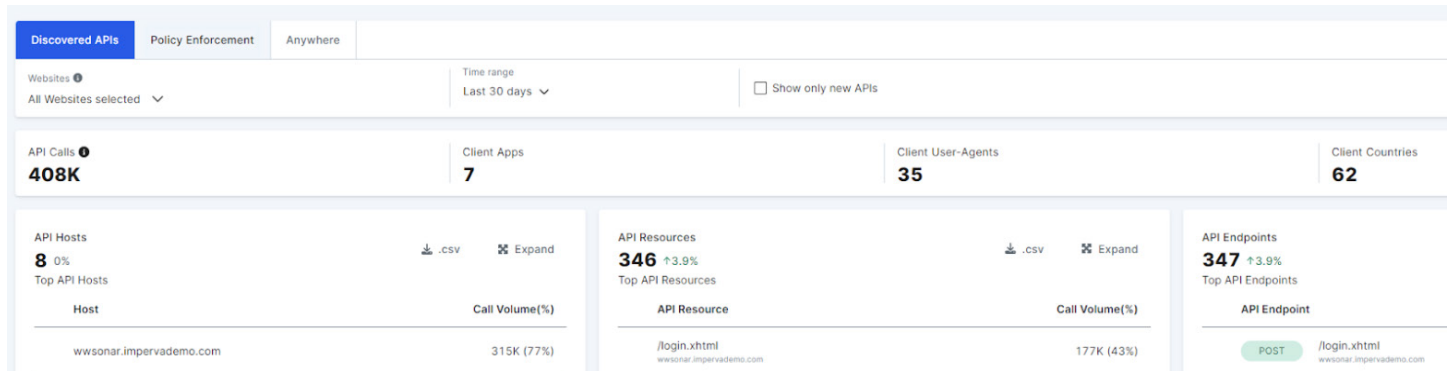 Discovered APIs Policy Enforcement Anywhere
Websites
All Websites selected
Time range
Last 30 days
Show only new APIs
API Calls
408K
Client Apps
7
Client User-Agents
35
Client Countries
62
API Hosts
8 0%
Top API Hosts
.csv Expand
Host Call Volume(%)
wwsonar.impervademo.com 315K (77%)
API Resources
346 ↑3.9%
Top API Resources
.csv Expand
API Resource Call Volume(%)
/login.xhtml
wwsonar.impervademo.com
177K (43%)
API Endpoints
347 ↑3.9%
Top API Endpoints
API Endpoint
POST /login.xhtml
wwsonar.impervademo.com